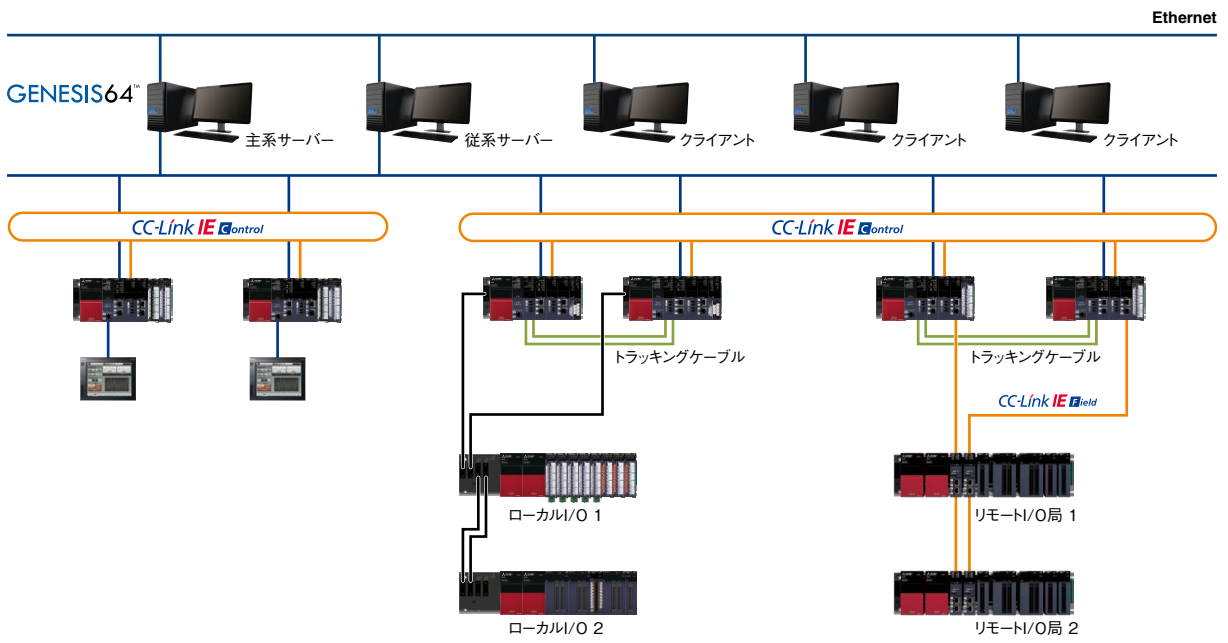 Ethernet
GENESIS64™
主系サーバー
従系サーバー
クライアント
クライアント
クライアント
CC-Link IE Control
CC-Link IE Control
トラッキングケーブル
トラッキングケーブル
CC-Link IE Field
ローカルI/O 1
リモートI/O局 1
ローカルI/O 2
リモートI/O局 2